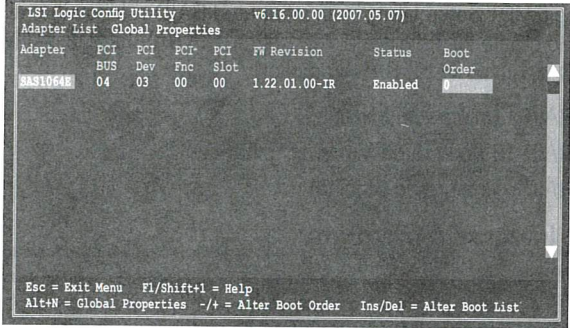 LSI Logic Config Utility v6.16.00.00 (2007.05.07)
Adapter List Global Properties
Adapter PCI PCI PCI PCI FW Revision Status Boot
BUS Dev Fnc Slot Order
SAS1064E 04 03 00 00 1.22.01.00-IR Enabled 0
Esc = Exit Menu F1/Shift+1 = Help
Alt+N = Global Properties -/+ = Alter Boot Order Ins/Del = Alter Boot List